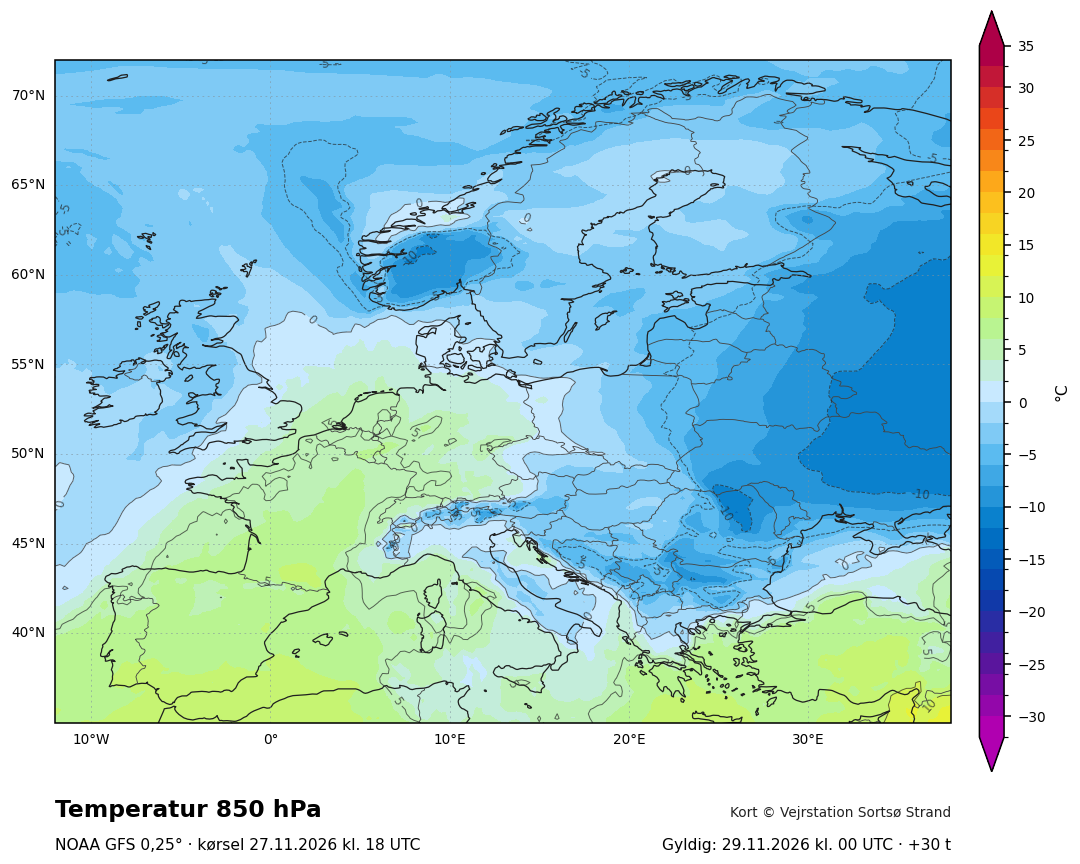 70°N
65°N
60°N
55°N
50°N
45°N
40°N
10°W 0° 10°E 20°E 30°E
35
30
25
20
15
10
5
0
−5
−10
−15
−20
−25
−30
°C
Temperatur 850 hPa
Kort © Vejrstation Sortsø Strand
NOAA GFS 0,25° · kørsel 27.11.2026 kl. 18 UTC
Gyldig: 29.11.2026 kl. 00 UTC · +30 t